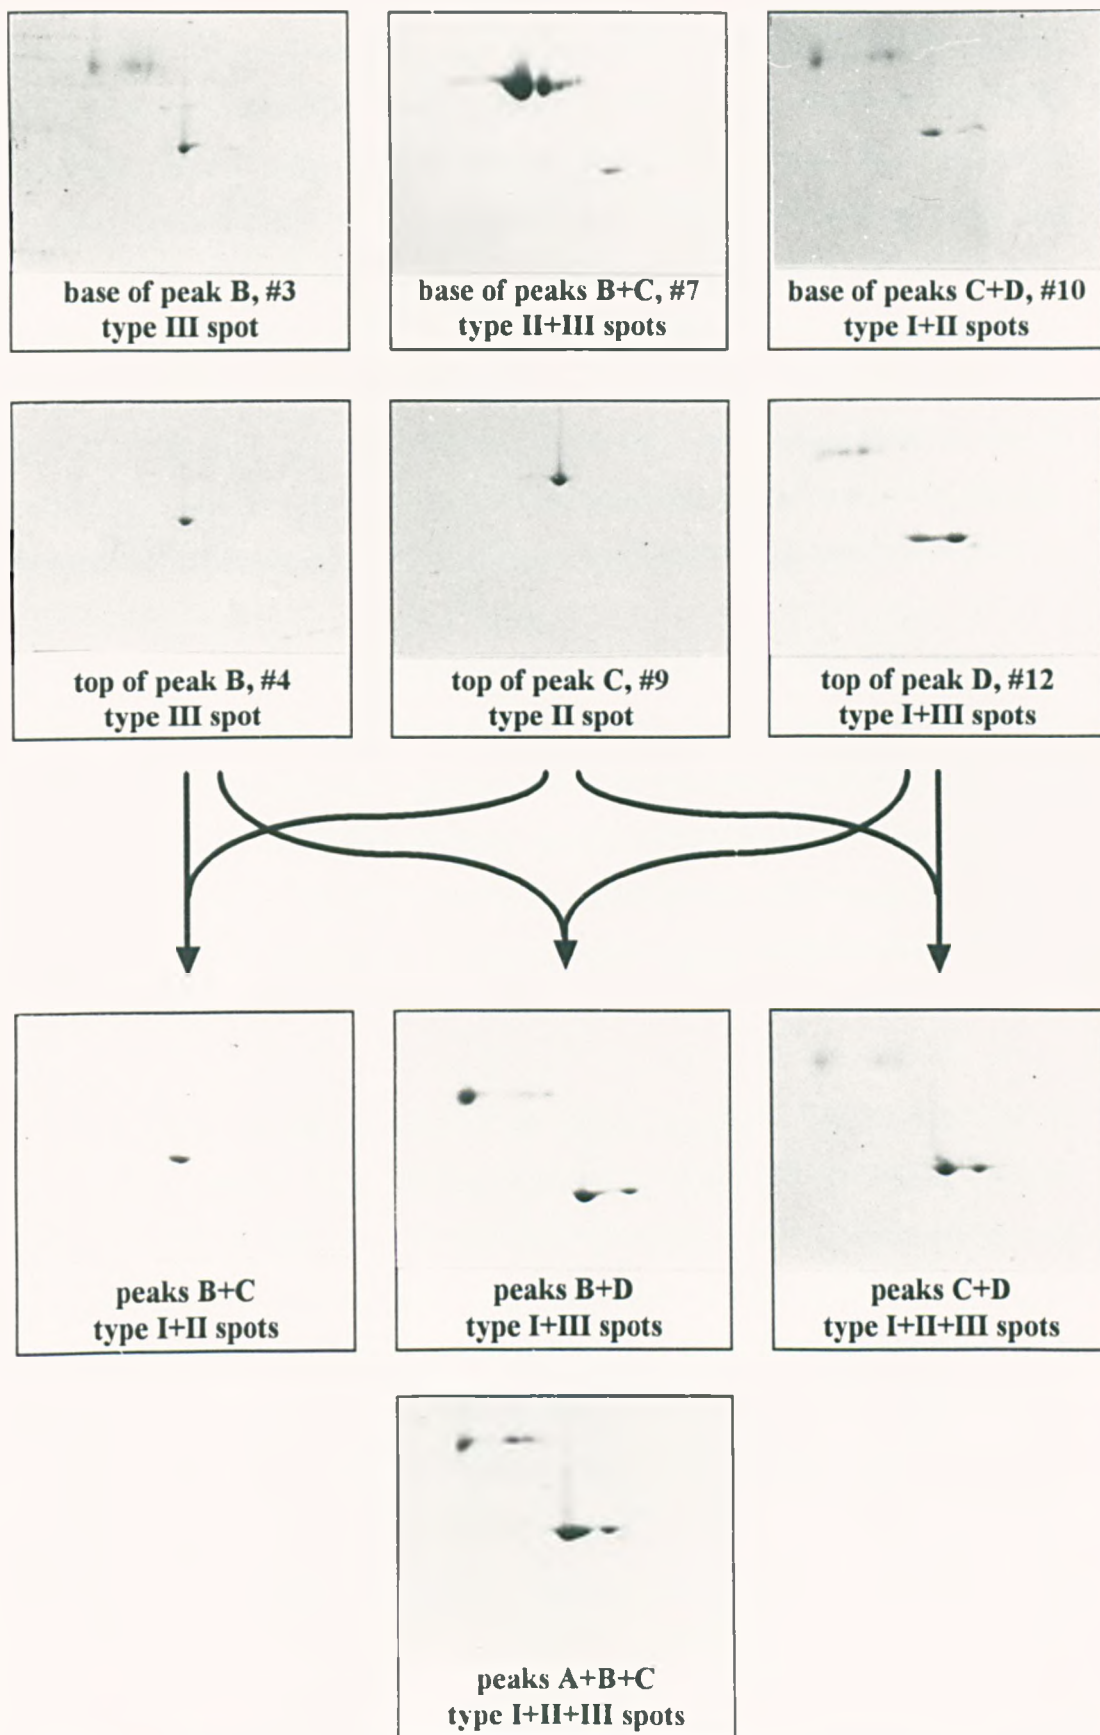 base of peak B, #3
type III spot
base of peaks B+C, #7
type II+III spots
base of peaks C+D, #10
type I+II spots
top of peak B, #4
type III spot
top of peak C, #9
type II spot
top of peak D, #12
type I+III spots
peaks B+C
type I+II spots
peaks B+D
type I+III spots
peaks C+D
type I+II+III spots
peaks A+B+C
type I+II+III spots